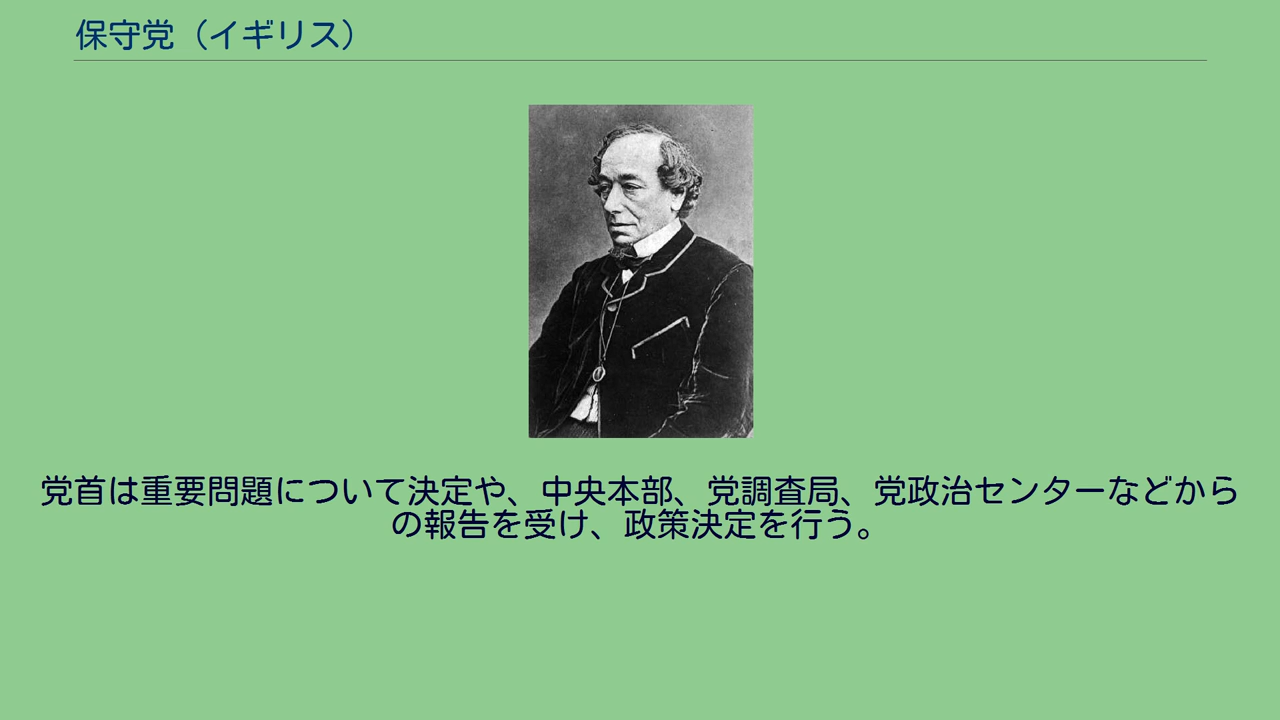 保守党（イギリス）
党首は重要問題について決定や、中央本部、党調査局、党政治センターなどから
の報告を受け、政策決定を行う。